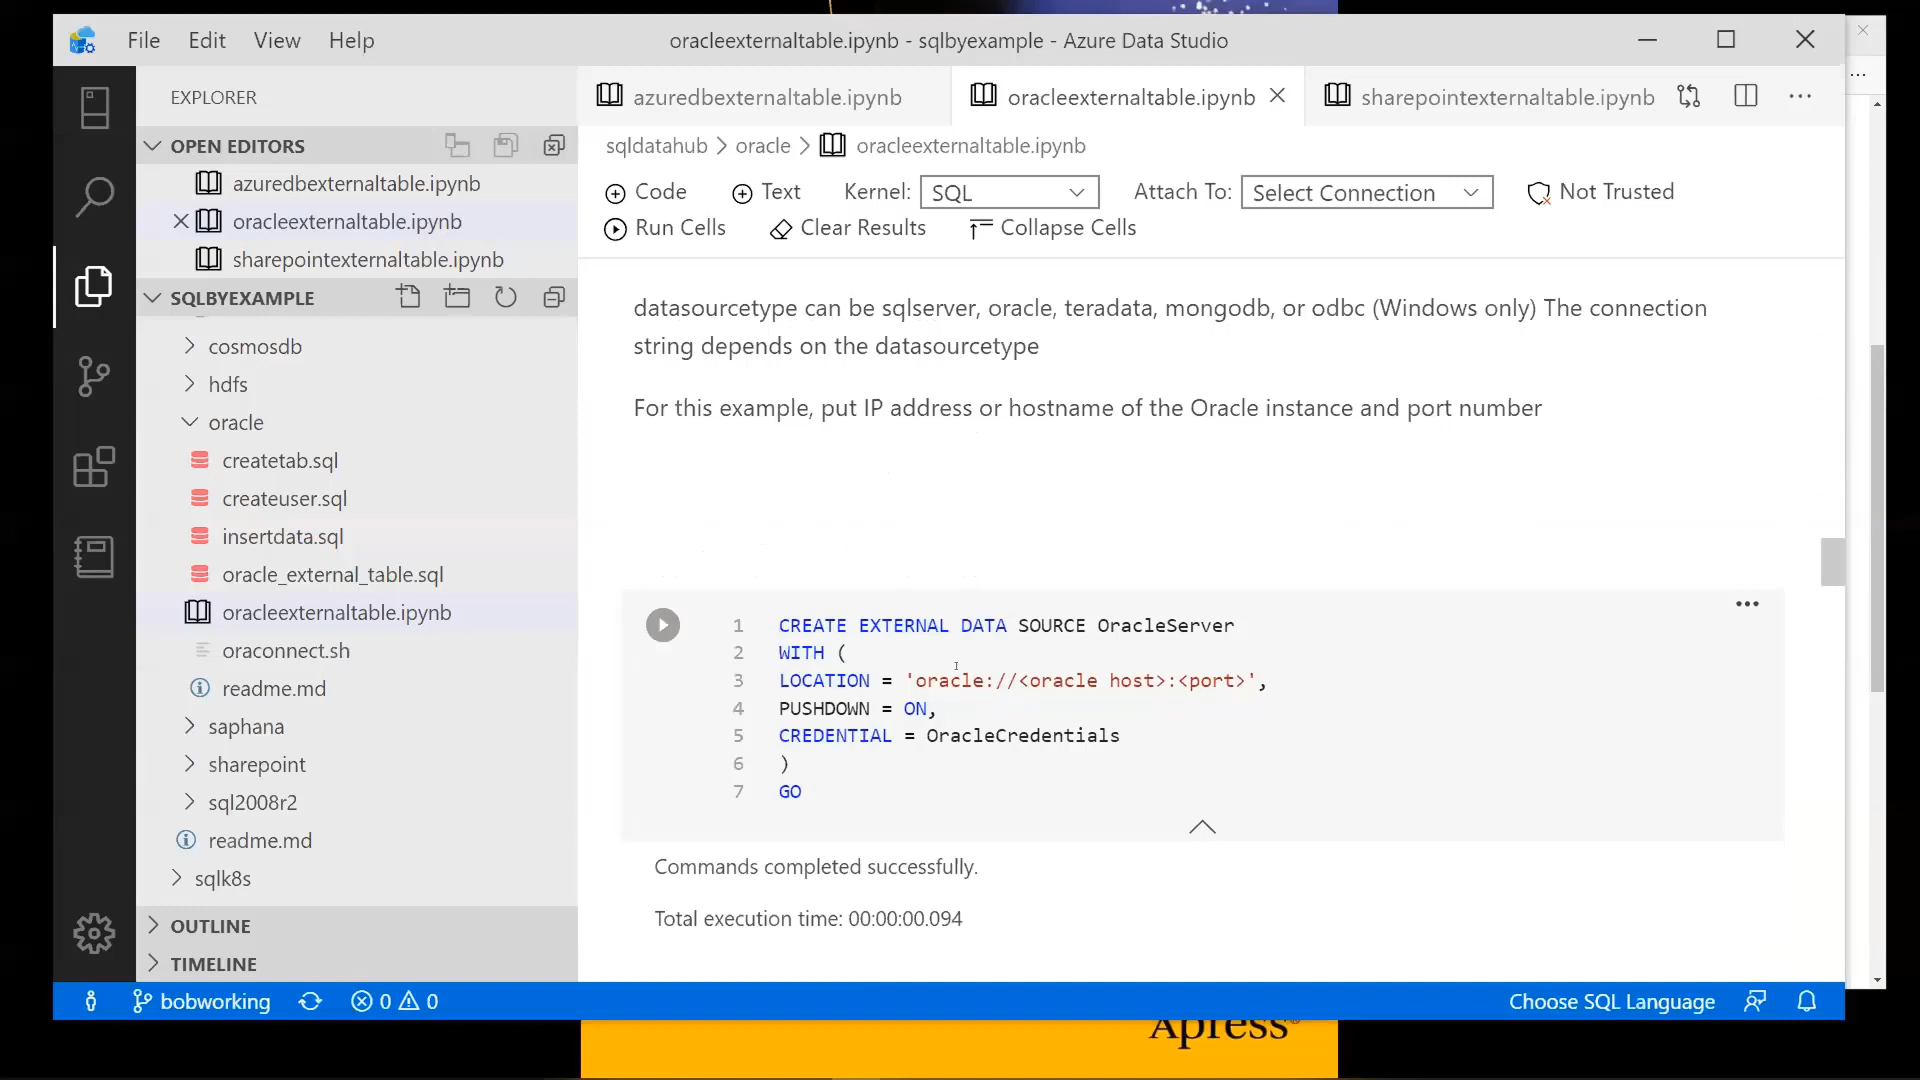 File Edit View Help
oracleexternaltable.ipynb - sqlbyexample - Azure Data Studio
EXPLORER
OPEN EDITORS
azuredbexternaltable.ipynb
oracleexternaltable.ipynb
sharepointexternaltable.ipynb
SQLBYEXAMPLE
cosmosdb
hdfs
oracle
createtab.sql
createuser.sql
insertdata.sql
oracle_external_table.sql
oracleexternaltable.ipynb
oraconnect.sh
readme.md
saphana
sharepoint
sql2008r2
readme.md
sqlk8s
OUTLINE
TIMELINE
azuredbexternaltable.ipynb oracleexternaltable.ipynb sharepointexternaltable.ipynb
sqldatahub > oracle > oracleexternaltable.ipynb
Code Text Kernel: SQL Attach To: Select Connection Not Trusted
Run Cells Clear Results Collapse Cells
datasourcetype can be sqlserver, oracle, teradata, mongodb, or odbc (Windows only) The connection
string depends on the datasourcetype
For this example, put IP address or hostname of the Oracle instance and port number
1 CREATE EXTERNAL DATA SOURCE OracleServer
2 WITH (
3 LOCATION = 'oracle://<oracle host>:<port>',
4 PUSHDOWN = ON,
5 CREDENTIAL = OracleCredentials
6 )
7 GO
Commands completed successfully.
Total execution time: 00:00:00.094
bobworking 0 0 Choose SQL Language
Apress®